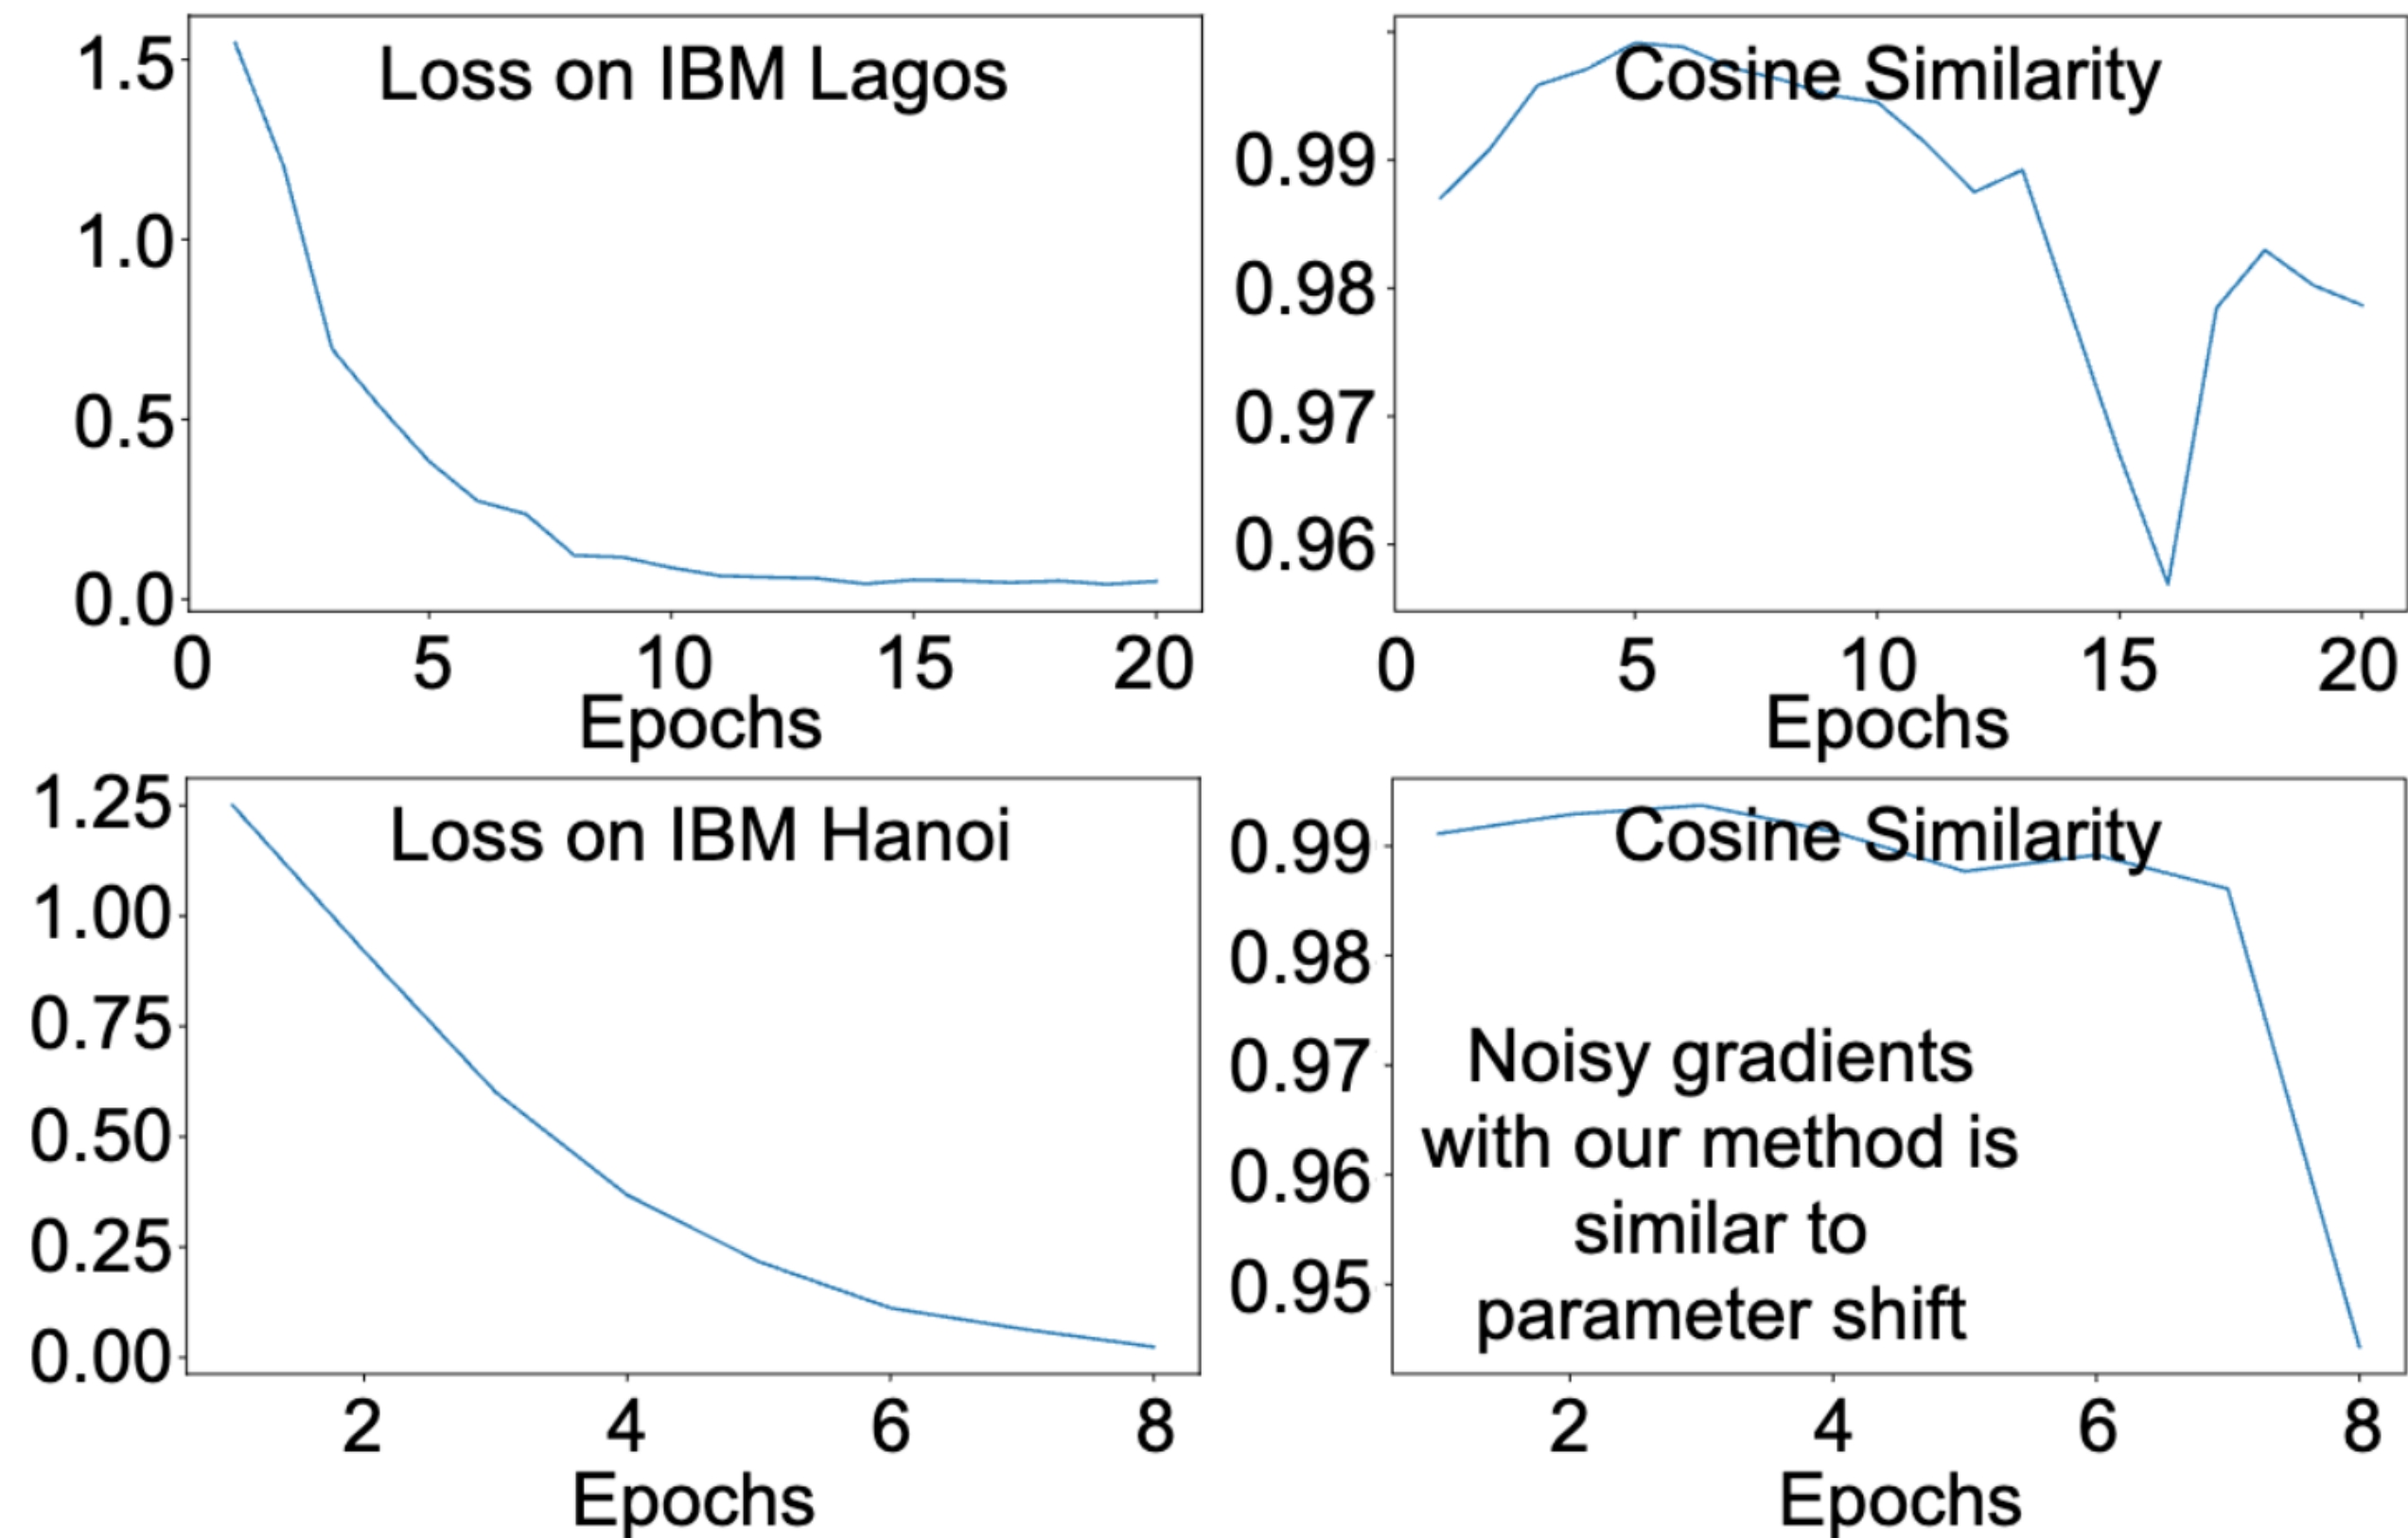 Loss on IBM Lagos
1.5
1.0
0.5
0.0
0 5 10 15 20
Epochs
Cosine Similarity
0.99
0.98
0.97
0.96
0 5 10 15 20
Epochs
Loss on IBM Hanoi
1.25
1.00
0.75
0.50
0.25
0.00
2 4 6 8
Epochs
Cosine Similarity
0.99
0.98
0.97
0.96
0.95
Noisy gradients
with our method is
similar to
parameter shift
2 4 6 8
Epochs